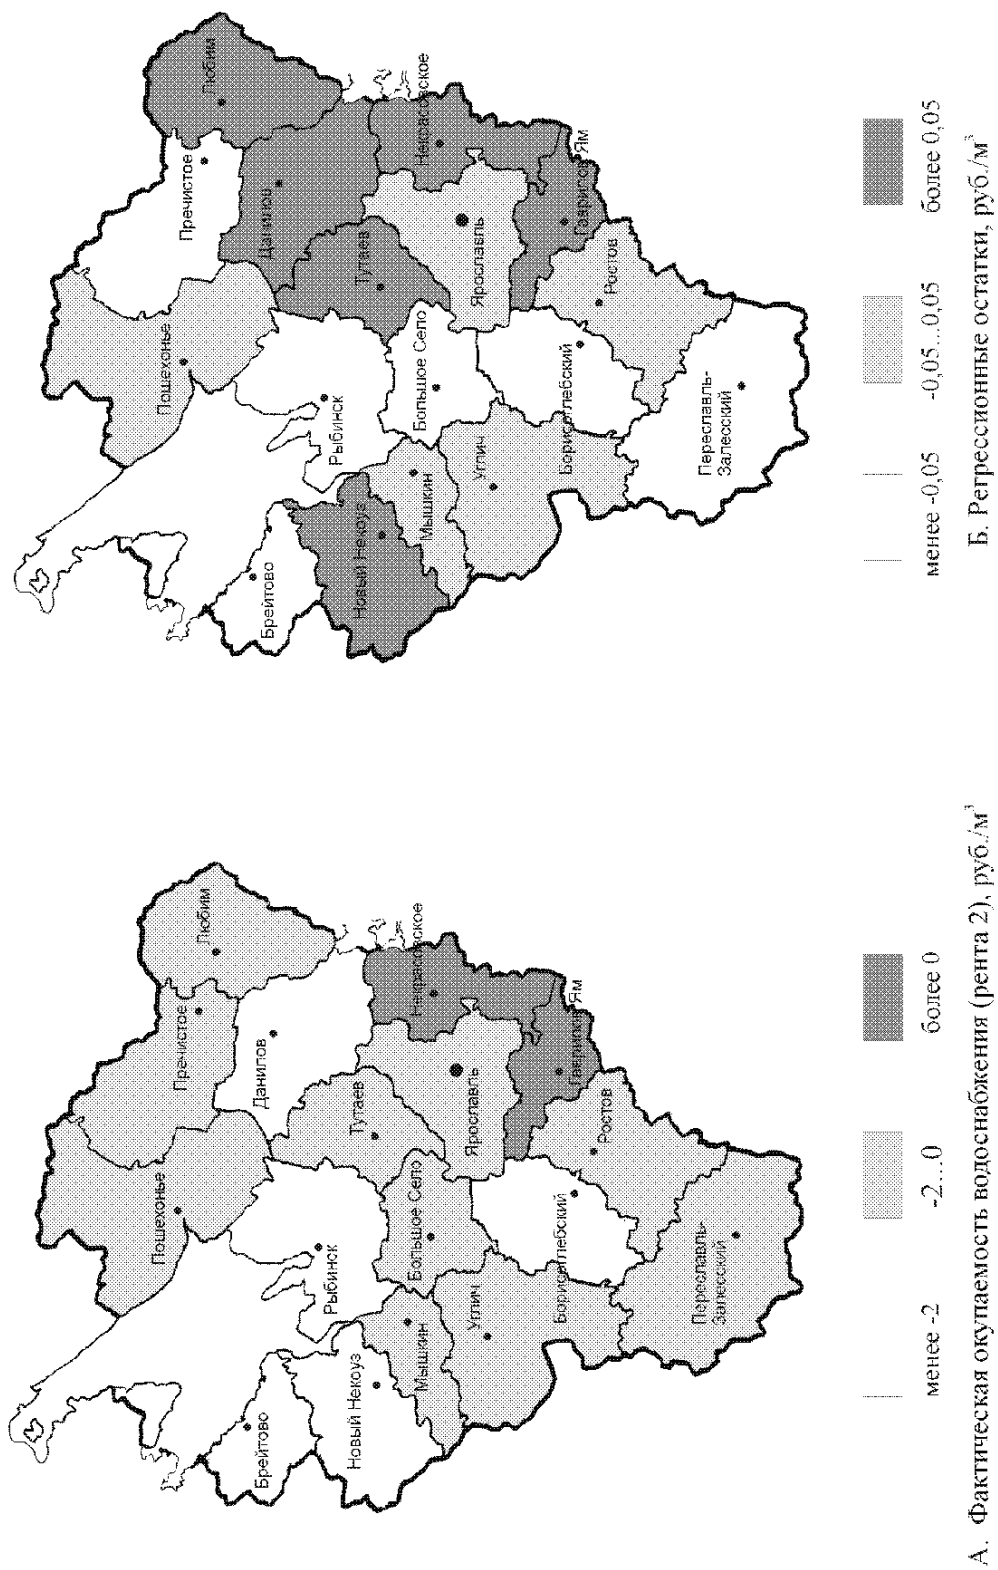 Пошехонье
Пречистое
Любим
Данилов
Брейтово
Рыбинск
Тутаев
Новый Некоуз
Мышкин
Большое Село
Некрасовское
Ярославль
Углич
Гаврилов Ям
Борисоглебский
Ростов
Переславль-
Залесский
менее -2
-2…0
более 0
А. Фактическая окупаемость водоснабжения (рента 2), руб./м³
Пошехонье
Пречистое
Любим
Данилов
Брейтово
Рыбинск
Тутаев
Новый Некоуз
Мышкин
Большое Село
Некрасовское
Ярославль
Углич
Гаврилов Ям
Борисоглебский
Ростов
Переславль-
Залесский
менее -0,05
-0,05…0,05
более 0,05
Б. Регрессионные остатки, руб./м³